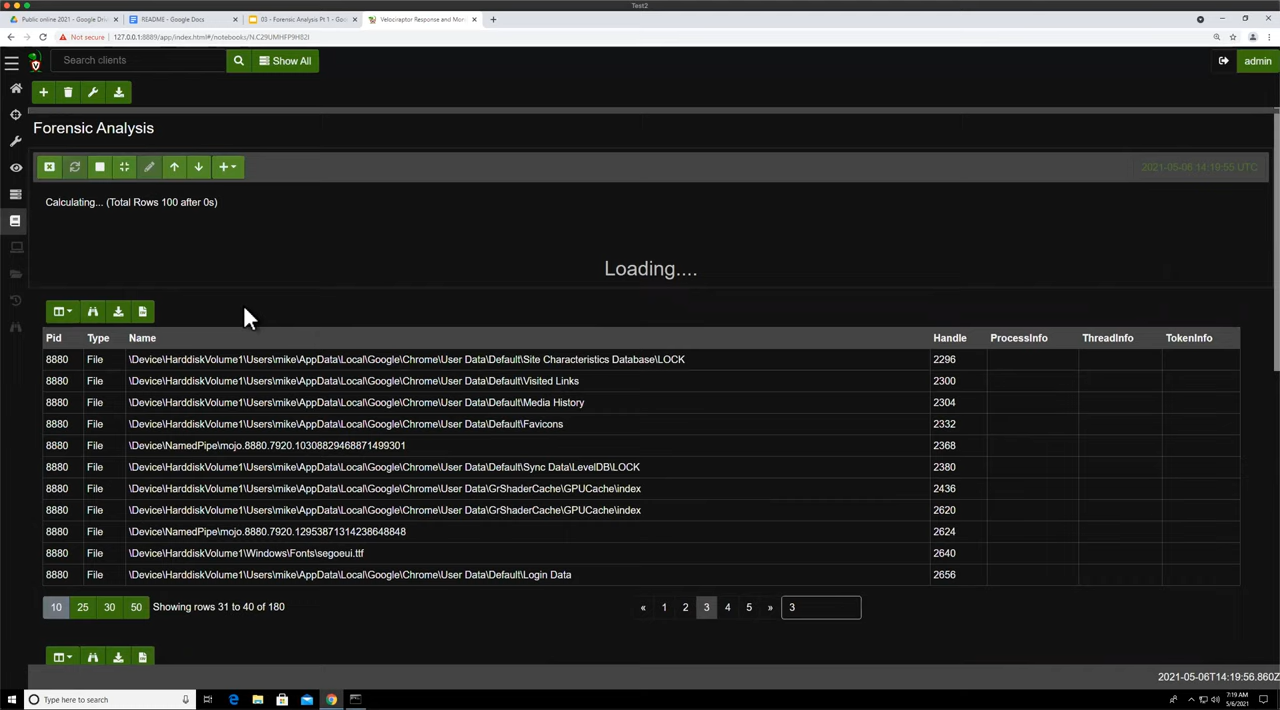 Test2
Public online 2021 - Google Driv
README - Google Docs
03 - Forensic Analysis Pt 1 - Goo
Velociraptor Response and Mon
Not secure | 127.0.0.1:8889/app/index.html#/notebooks/N.C29UMHFP9H82I
Search clients
Show All
admin
Forensic Analysis
2021-05-06 14:19:55 UTC
Calculating... (Total Rows 100 after 0s)
Loading....
Pid Type Name Handle ProcessInfo ThreadInfo TokenInfo
8880 File \Device\HarddiskVolume1\Users\mike\AppData\Local\Google\Chrome\User Data\Default\Site Characteristics Database\LOCK 2296
8880 File \Device\HarddiskVolume1\Users\mike\AppData\Local\Google\Chrome\User Data\Default\Visited Links 2300
8880 File \Device\HarddiskVolume1\Users\mike\AppData\Local\Google\Chrome\User Data\Default\Media History 2304
8880 File \Device\HarddiskVolume1\Users\mike\AppData\Local\Google\Chrome\User Data\Default\Favicons 2332
8880 File \Device\NamedPipe\mojo.8880.7920.10308829468871499301 2368
8880 File \Device\HarddiskVolume1\Users\mike\AppData\Local\Google\Chrome\User Data\Default\Sync Data\LevelDB\LOCK 2380
8880 File \Device\HarddiskVolume1\Users\mike\AppData\Local\Google\Chrome\User Data\GrShaderCache\GPUCache\index 2436
8880 File \Device\HarddiskVolume1\Users\mike\AppData\Local\Google\Chrome\User Data\GrShaderCache\GPUCache\index 2620
8880 File \Device\NamedPipe\mojo.8880.7920.12953871314238648848 2624
8880 File \Device\HarddiskVolume1\Windows\Fonts\segoeui.ttf 2640
8880 File \Device\HarddiskVolume1\Users\mike\AppData\Local\Google\Chrome\User Data\Default\Login Data 2656
10 25 30 50 Showing rows 31 to 40 of 180 « 1 2 3 4 5 » 3
2021-05-06T14:19:56.860Z
Type here to search
7:19 AM
5/6/2021